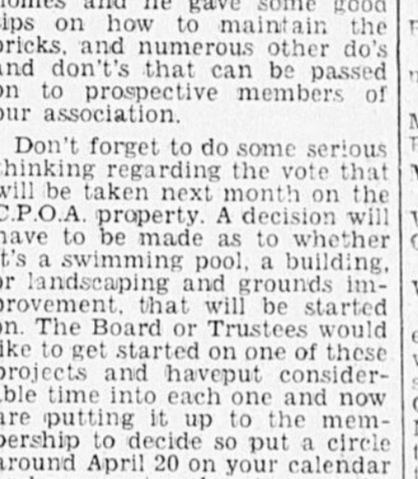 homes and he gave some good
tips on how to maintain the
bricks, and numerous other do's
and don't's that can be passed
on to prospective members of
our association.
Don't forget to do some serious
thinking regarding the vote that
will be taken next month on the
C.P.O.A. property. A decision will
have to be made as to whether
it's a swimming pool, a building,
or landscaping and grounds im-
provement, that will be started
on. The Board or Trustees would
like to get started on one of these
projects and haveput consider-
able time into each one and now
are putting it up to the mem-
bership to decide so put a circle
around April 20 on your calendar